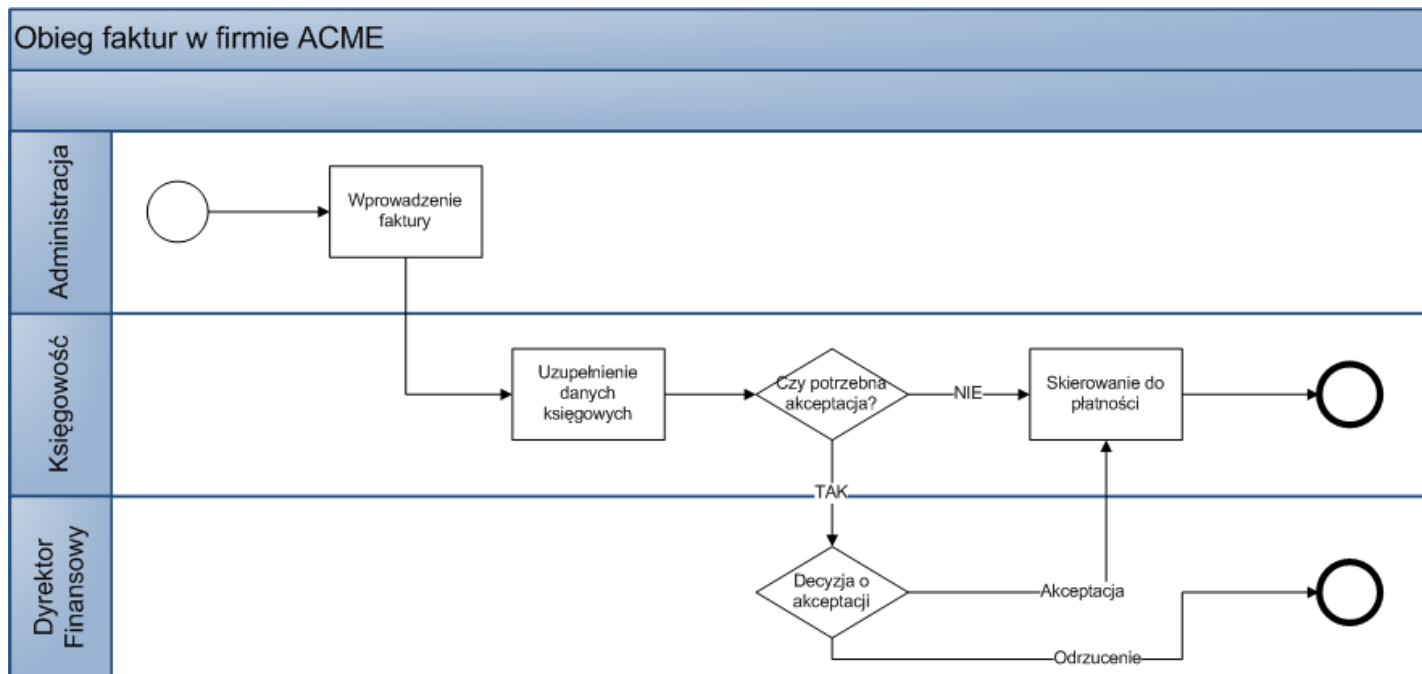 Obieg faktur w firmie ACME
Administracja
Wprowadzenie
faktury
Księgowość
Uzupełnienie
danych
księgowych
Czy potrzebna
akceptacja?
NIE
Skierowanie do
płatności
TAK
Dyrektor
Finansowy
Decyzja o
akceptacji
Akceptacja
Odrzucenie